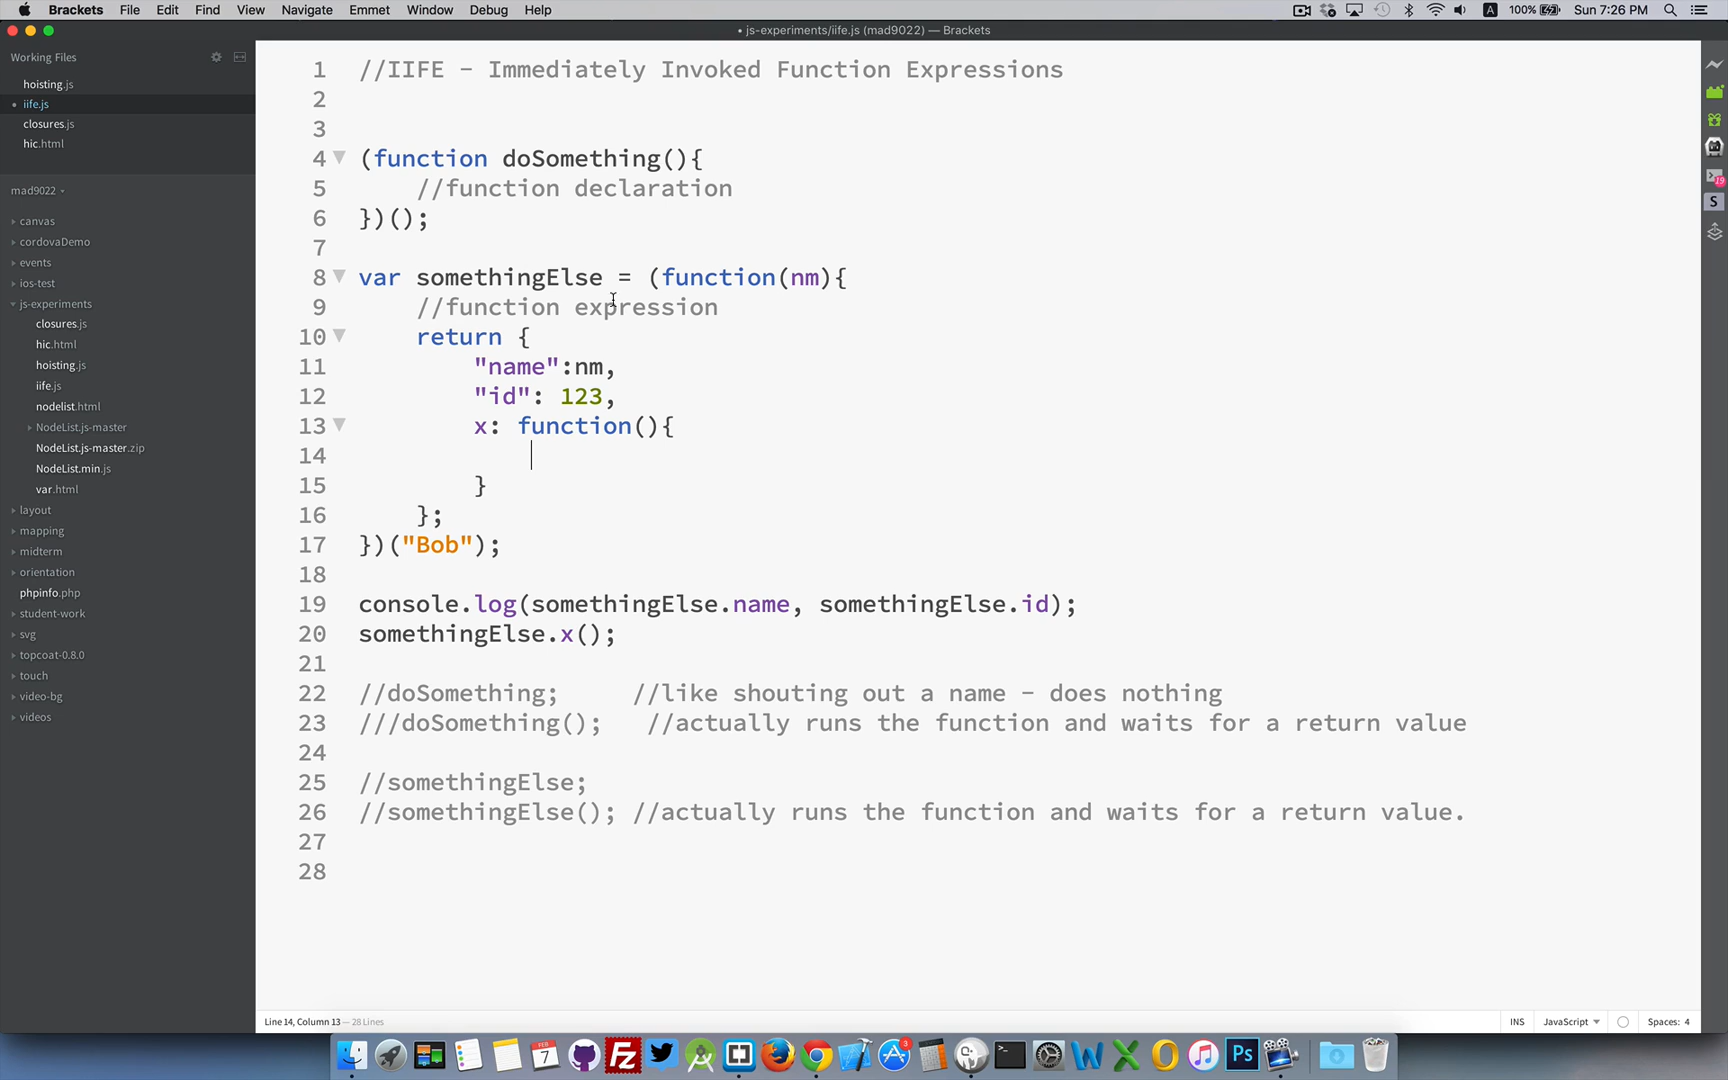 Brackets File Edit Find View Navigate Emmet Window Debug Help
100% Sun 7:26 PM
• js-experiments/iife.js (mad9022) — Brackets
Working Files
hoisting.js
• iife.js
closures.js
hic.html
mad9022
canvas
cordovaDemo
events
ios-test
js-experiments
closures.js
hic.html
hoisting.js
iife.js
nodelist.html
NodeList.js-master
NodeList.js-master.zip
NodeList.min.js
var.html
layout
mapping
midterm
orientation
phpinfo.php
student-work
svg
topcoat-0.8.0
touch
video-bg
videos
1 //IIFE - Immediately Invoked Function Expressions
2
3
4 (function doSomething(){
5     //function declaration
6 })();
7
8 var somethingElse = (function(nm){
9     //function expression
10     return {
11         "name":nm,
12         "id": 123,
13         x: function(){
14
15         }
16     };
17 })("Bob");
18
19 console.log(somethingElse.name, somethingElse.id);
20 somethingElse.x();
21
22 //doSomething;     //like shouting out a name - does nothing
23 ///doSomething();   //actually runs the function and waits for a return value
24
25 //somethingElse;
26 //somethingElse(); //actually runs the function and waits for a return value.
27
28
19
S
Line 14, Column 13 — 28 Lines
INS JavaScript Spaces: 4
FEB
7
Fz
3
W
X
O
Ps